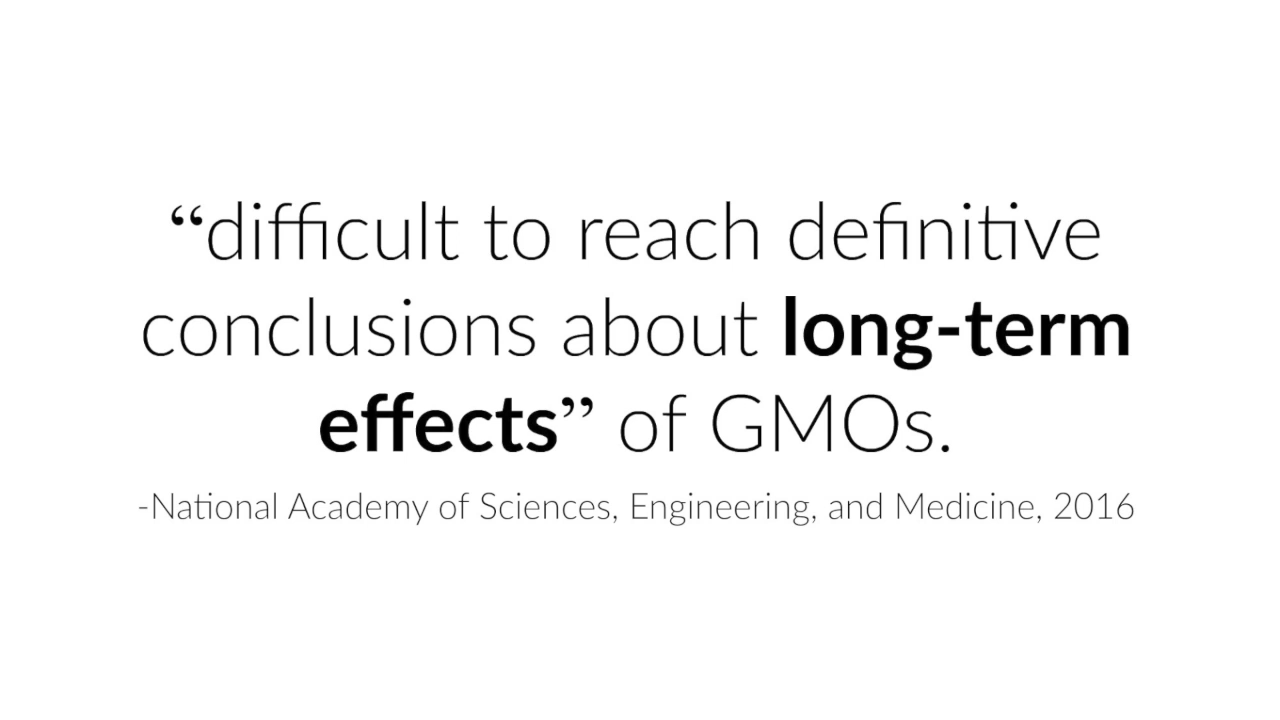 “difficult to reach definitive
conclusions about long-term
effects” of GMOs.
-National Academy of Sciences, Engineering, and Medicine, 2016